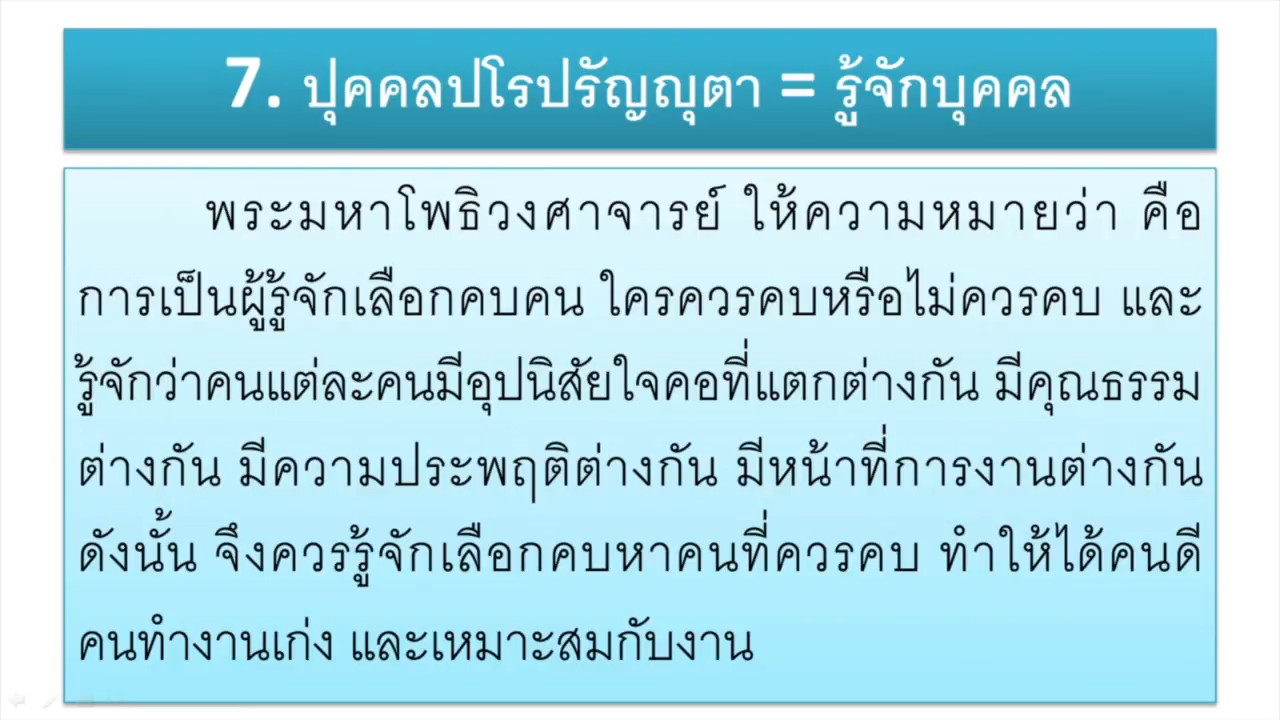 7. ปุคคลปโรปรัญญุตา = รู้จักบุคคล
พระมหาโพธิวงศาจารย์ ให้ความหมายว่า คือ
การเป็นผู้รู้จักเลือกคบคน ใครควรคบหรือไม่ควรคบ และ
รู้จักว่าคนแต่ละคนมีอุปนิสัยใจคอที่แตกต่างกัน มีคุณธรรม
ต่างกัน มีความประพฤติต่างกัน มีหน้าที่การงานต่างกัน
ดังนั้น จึงควรรู้จักเลือกคบหาคนที่ควรคบ ทำให้ได้คนดี
คนทำงานเก่ง และเหมาะสมกับงาน